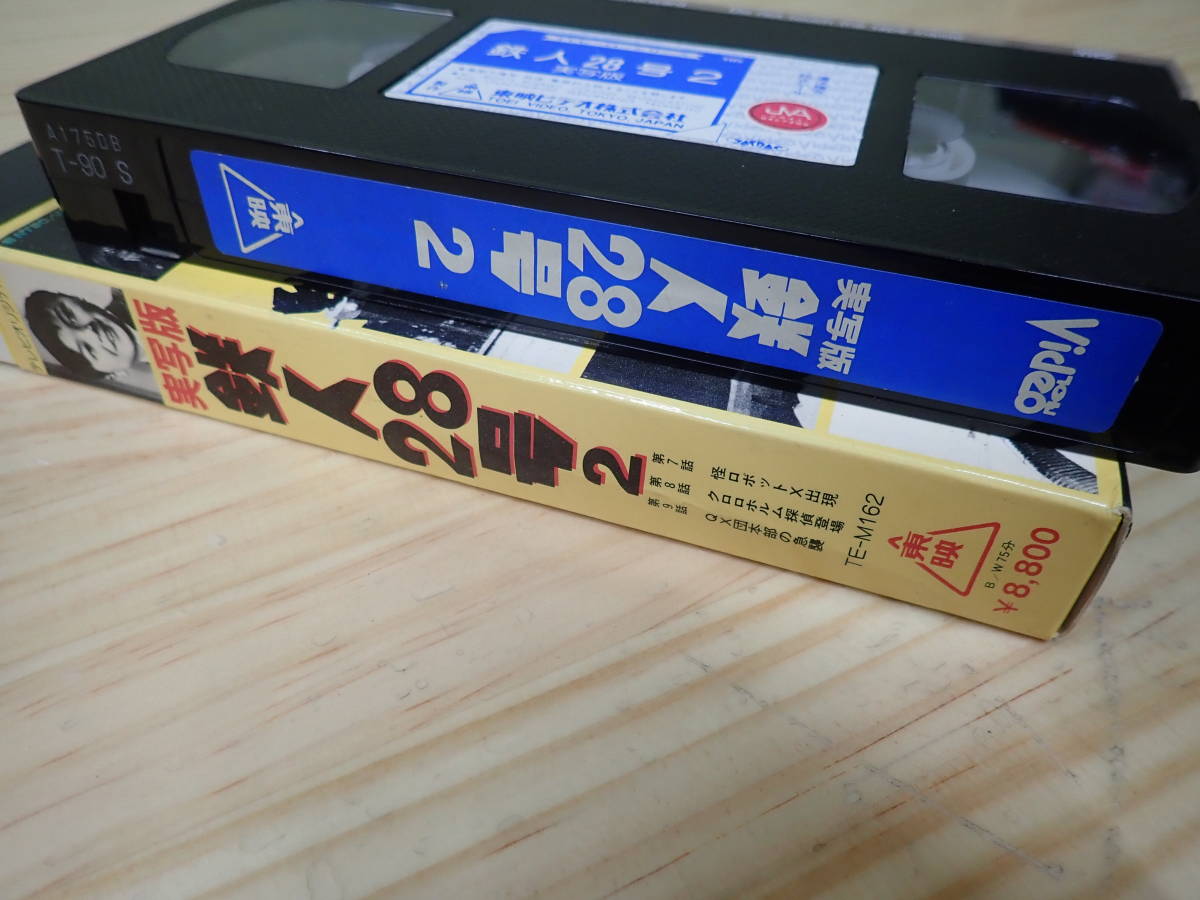 鉄人28号2
実写版
東映ビデオ株式会社
TOEI VIDEO, TOKYO JAPAN
JVA
A175DB
T-90 S
東映
鉄人28号2
実写版
TOEI Video
実写版
鉄人28号2
第7話 怪ロボットX出現
第8話 クロロホルム探偵登場
第9話 QX団本部の急襲
TE-M162
東映
B/W75分
¥8,800